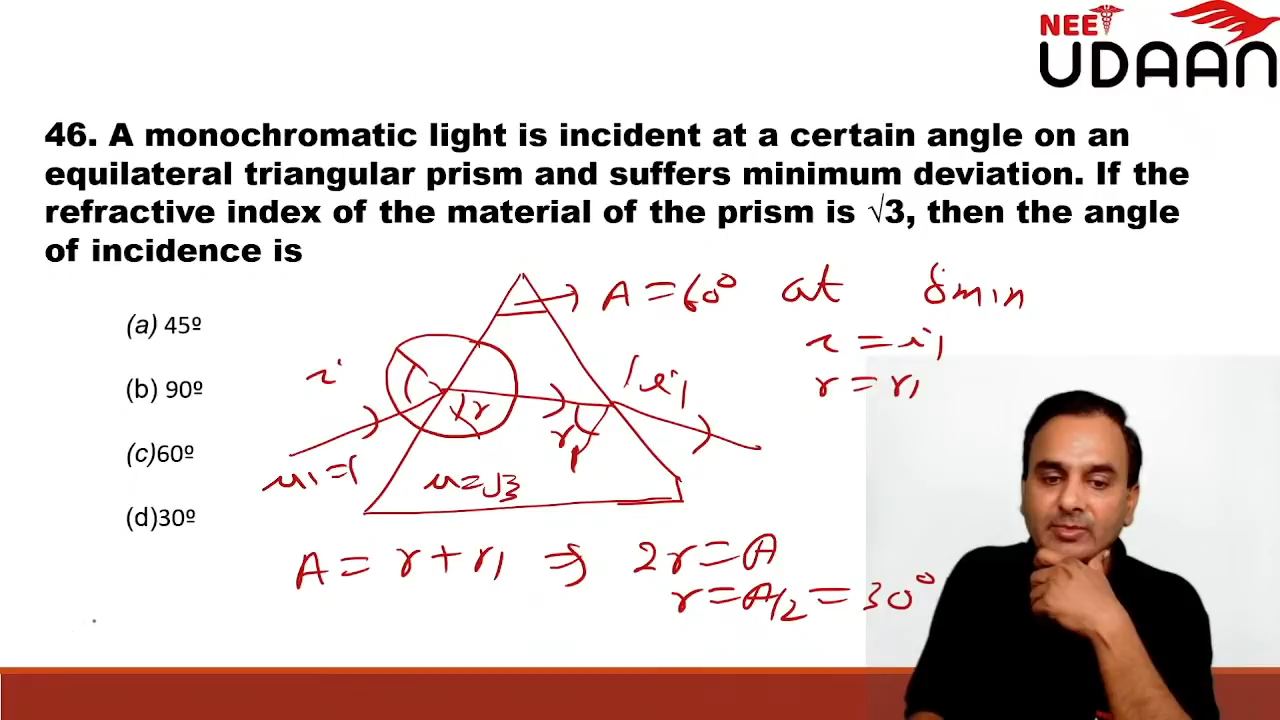 NEET
UDAAN
46. A monochromatic light is incident at a certain angle on an
equilateral triangular prism and suffers minimum deviation. If the
refractive index of the material of the prism is √3, then the angle
of incidence is
(a) 45º
(b) 90º
(c)60º
(d)30º
A = 60° at δmin
i = i₁
r = r₁
i
i₁
r
r₁
μ₁=1
μ=√3
A = r + r₁ ⇒ 2r = A
r = A/2 = 30°